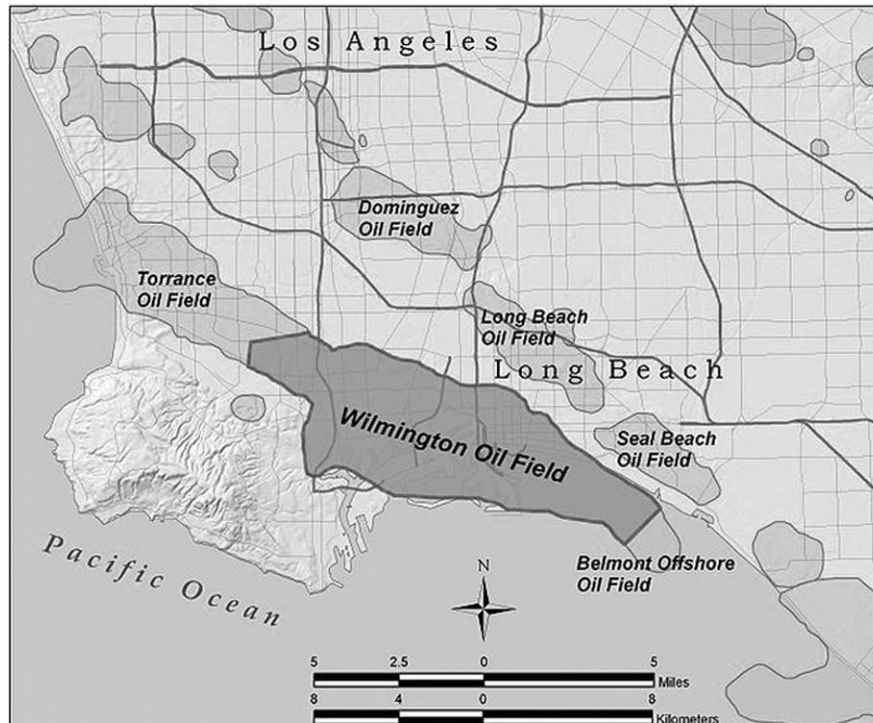 Los Angeles
Dominguez
Oil Field
Torrance
Oil Field
Long Beach
Oil Field
Long Beach
Wilmington Oil Field
Seal Beach
Oil Field
Pacific Ocean
Belmont Offshore
Oil Field
N
5 2.5 0 5
Miles
8 4 0 8
Kilometers